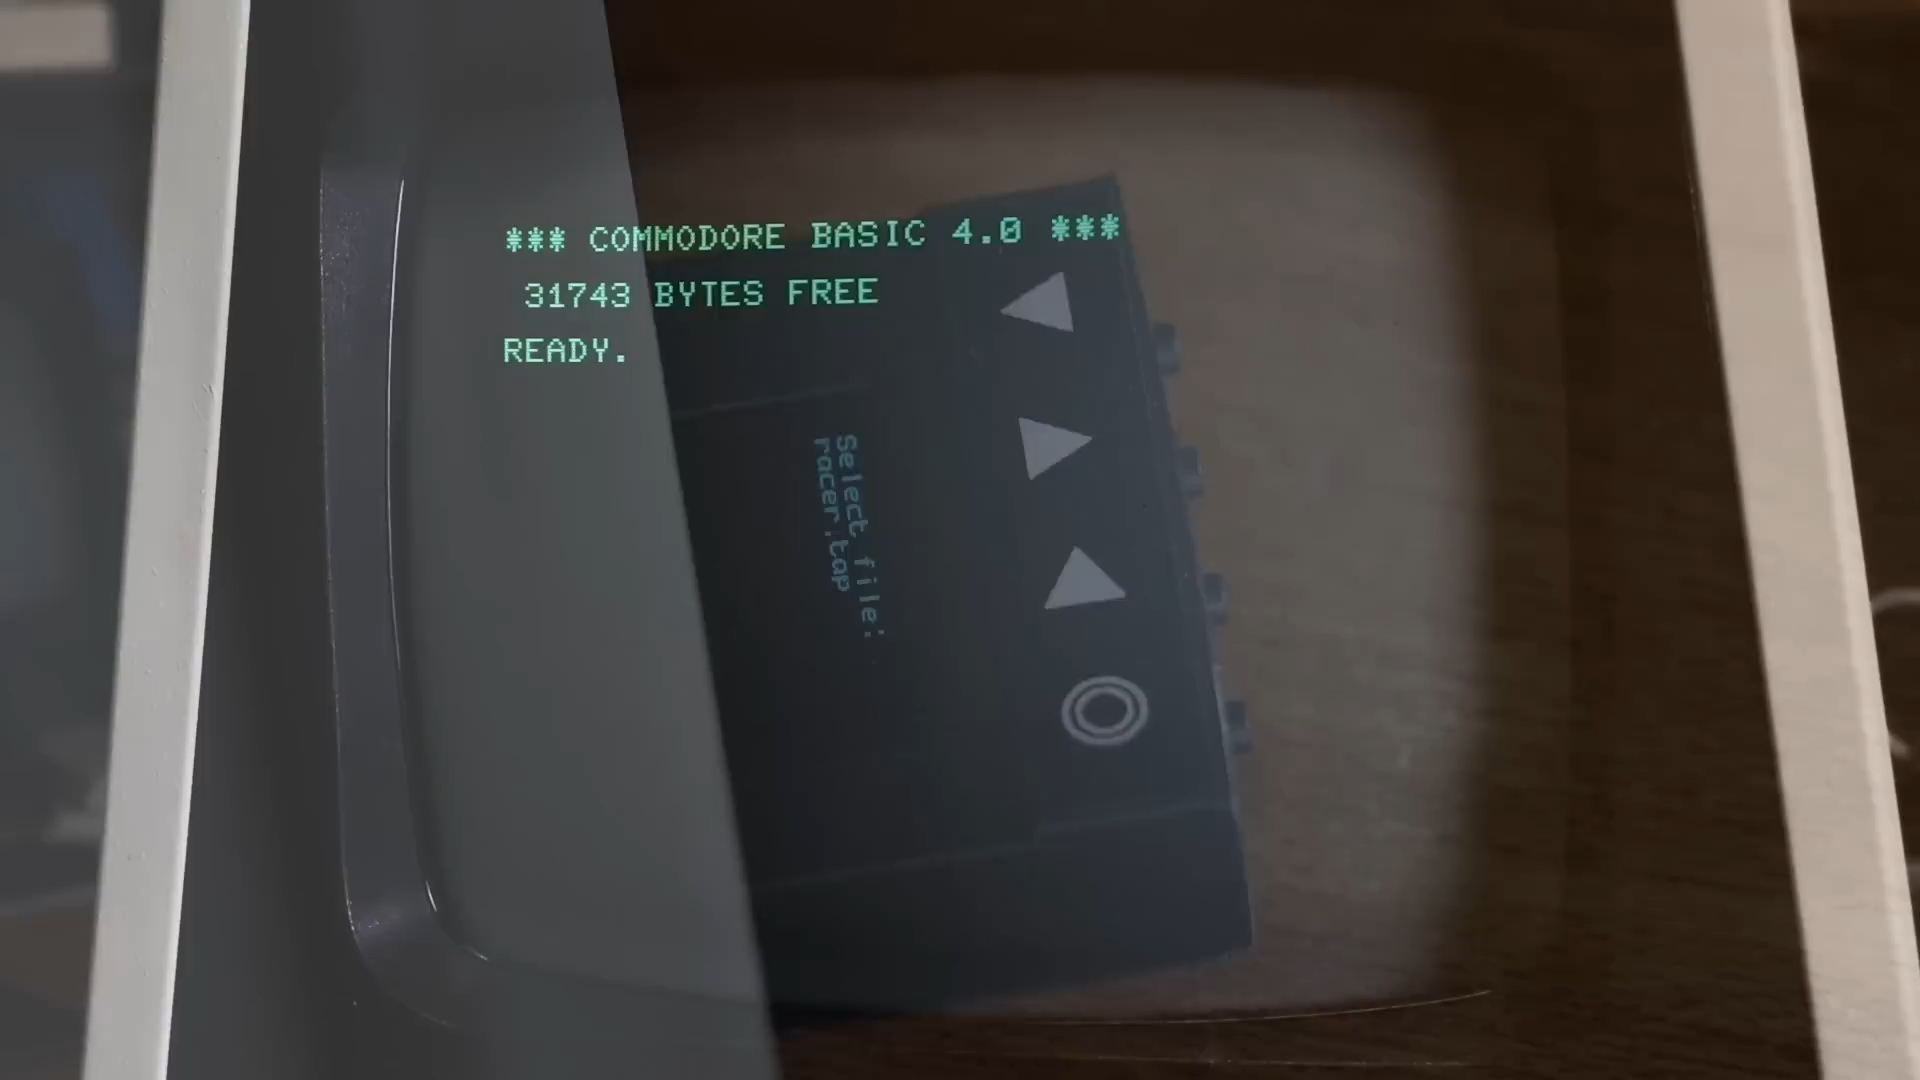 *** COMMODORE BASIC 4.0 ***
31743 BYTES FREE
READY.
Select file:
racer.tap